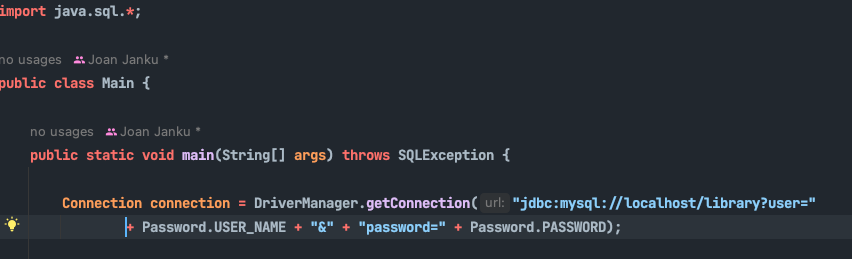 import java.sql.*;
no usages Joan Janku *
public class Main {
no usages Joan Janku *
public static void main(String[] args) throws SQLException {
Connection connection = DriverManager.getConnection( url: "jdbc:mysql://localhost/library?user="
+ Password.USER_NAME + "&" + "password=" + Password.PASSWORD);